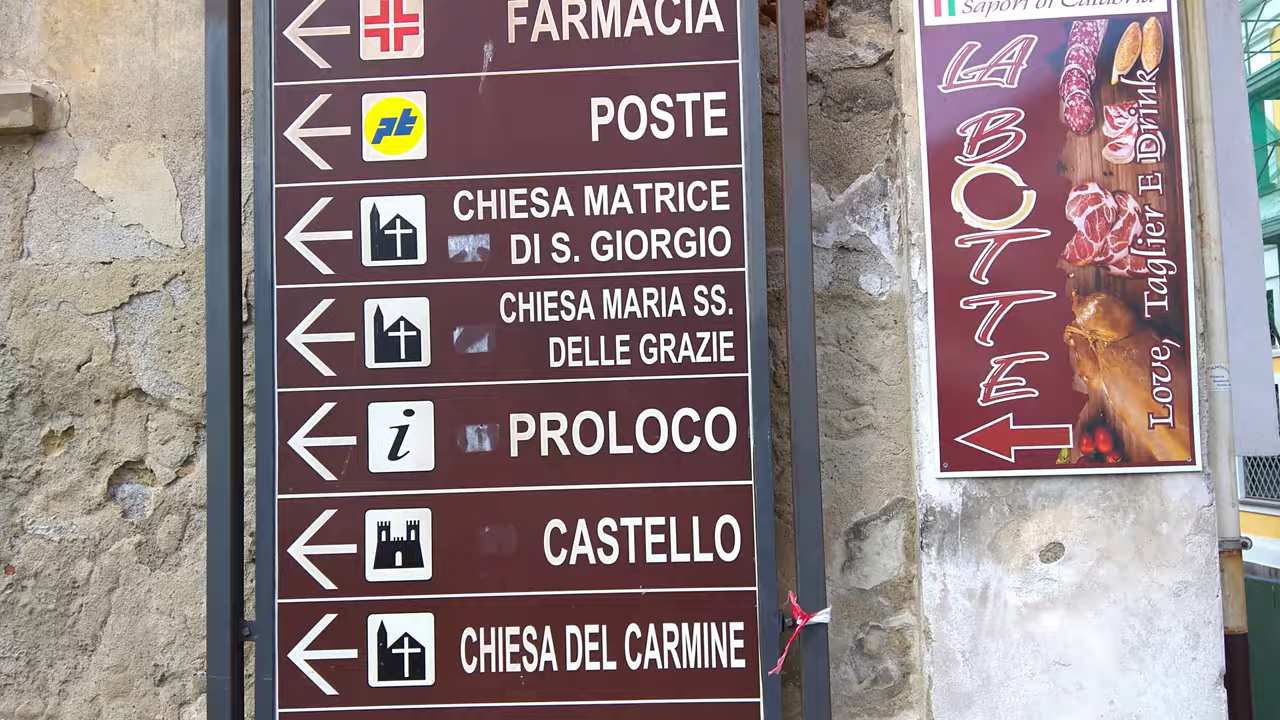 FARMACIA
pt
POSTE
CHIESA MATRICE
DI S. GIORGIO
CHIESA MARIA SS.
DELLE GRAZIE
i
PROLOCO
CASTELLO
CHIESA DEL CARMINE
Sapori di Calabria
LA BOTTE
Love, Taglier E Drink